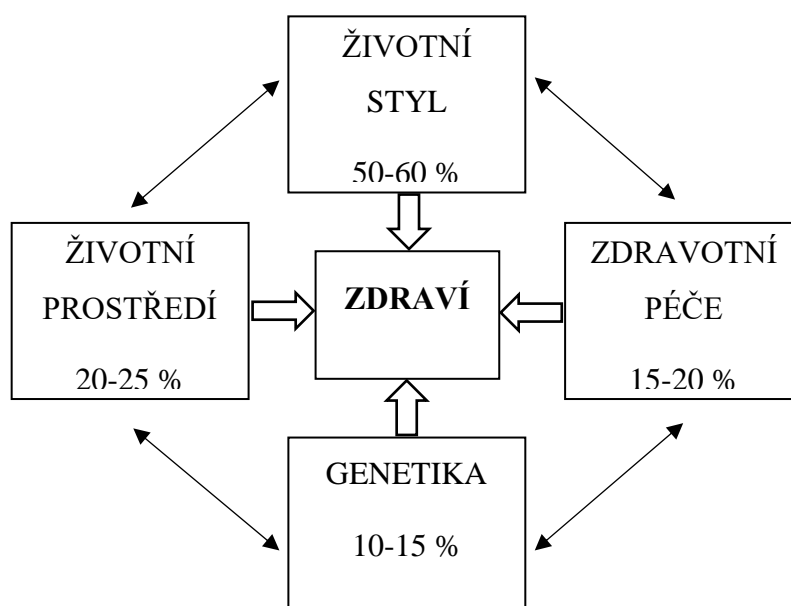 ŽIVOTNÍ
STYL
50-60 %
ŽIVOTNÍ
PROSTŘEDÍ
20-25 %
ZDRAVÍ
ZDRAVOTNÍ
PÉČE
15-20 %
GENETIKA
10-15 %